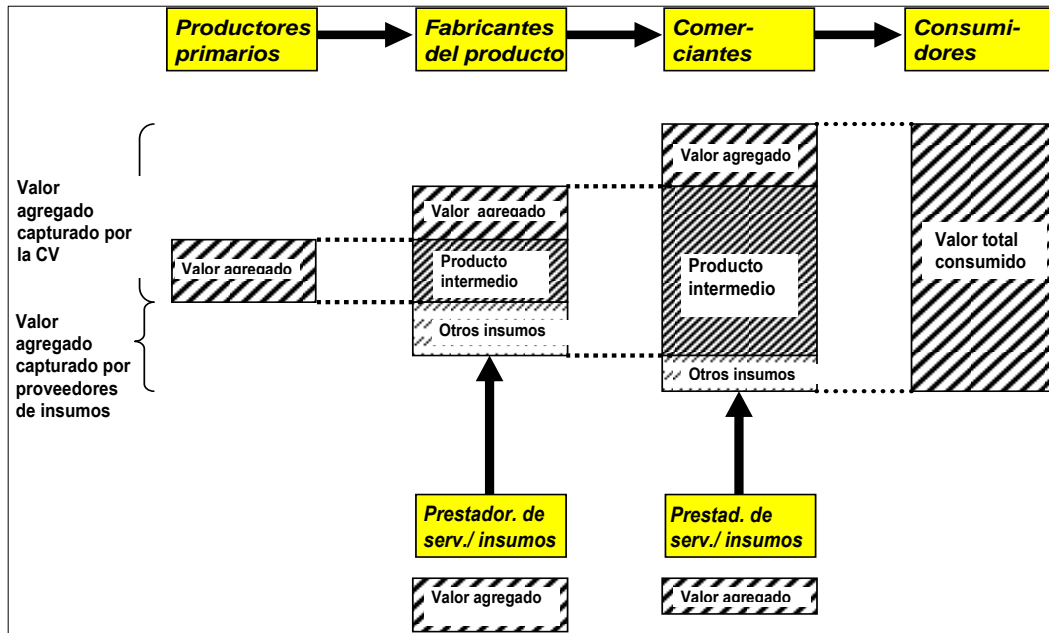 Productores
primarios
Fabricantes
del producto
Comer-
ciantes
Consumi-
dores
Valor
agregado
capturado por
la CV
Valor
agregado
capturado por
proveedores
de insumos
Valor agregado
Valor agregado
Producto
intermedio
Otros insumos
Valor agregado
Producto
intermedio
Otros insumos
Valor total
consumido
Prestador. de
serv./ insumos
Prestad. de
serv./ insumos
Valor agregado
Valor agregado